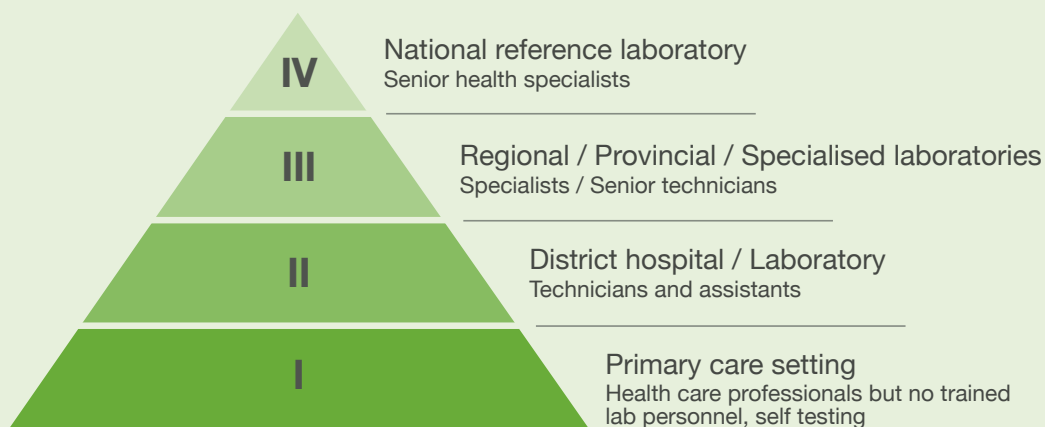 IV
National reference laboratory
Senior health specialists
III
Regional / Provincial / Specialised laboratories
Specialists / Senior technicians
II
District hospital / Laboratory
Technicians and assistants
I
Primary care setting
Health care professionals but no trained
lab personnel, self testing